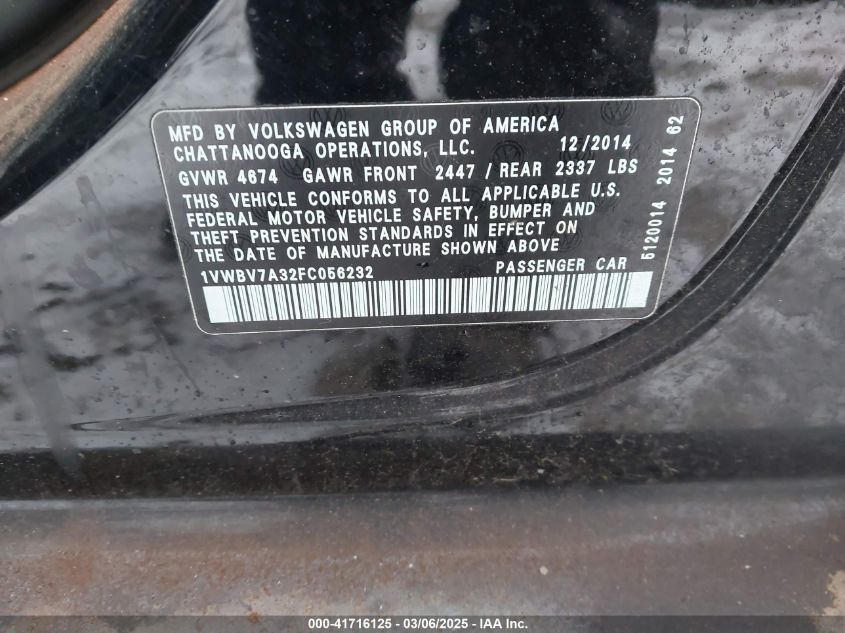 MFD BY VOLKSWAGEN GROUP OF AMERICA
CHATTANOOGA OPERATIONS, LLC. 12/2014
GVWR 4674 GAWR FRONT 2447 / REAR 2337 LBS
THIS VEHICLE CONFORMS TO ALL APPLICABLE U.S.
FEDERAL MOTOR VEHICLE SAFETY, BUMPER AND
THEFT PREVENTION STANDARDS IN EFFECT ON
THE DATE OF MANUFACTURE SHOWN ABOVE
1VWBV7A32FC056232 PASSENGER CAR
5120014 2014 62
000-41716125 - 03/06/2025 - IAA Inc.